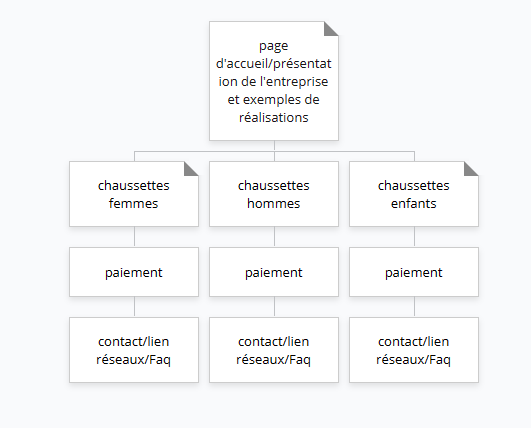 page
d'accueil/présentat
ion de l'entreprise
et exemples de
réalisations
chaussettes
femmes
chaussettes
hommes
chaussettes
enfants
paiement
paiement
paiement
contact/lien
réseaux/Faq
contact/lien
réseaux/Faq
contact/lien
réseaux/Faq